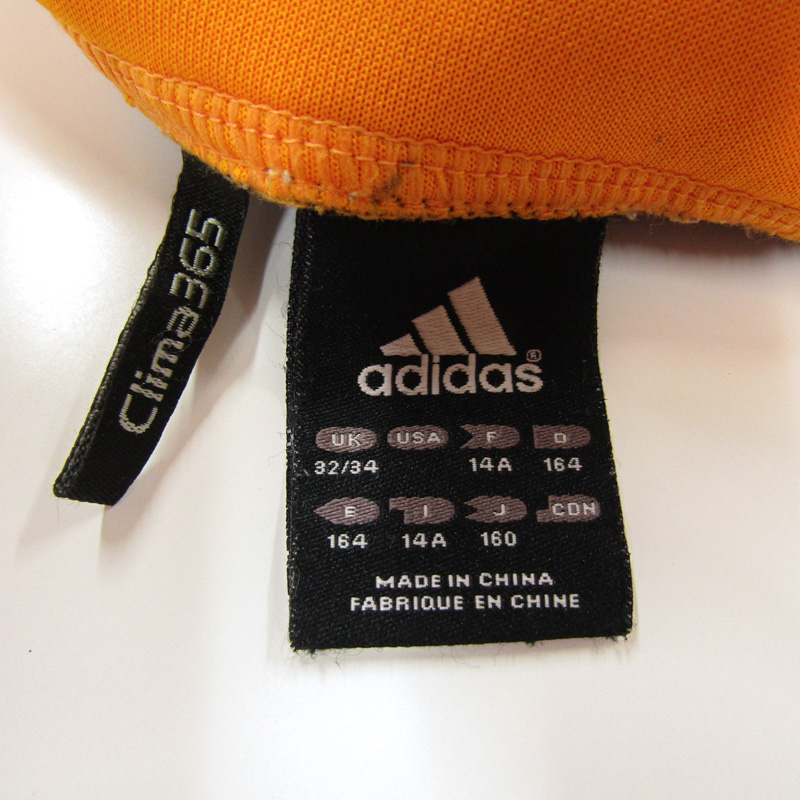 Clima365
adidas®
UK USA F D
32/34 14A 164
E I J CDN
164 14A 160
MADE IN CHINA
FABRIQUE EN CHINE